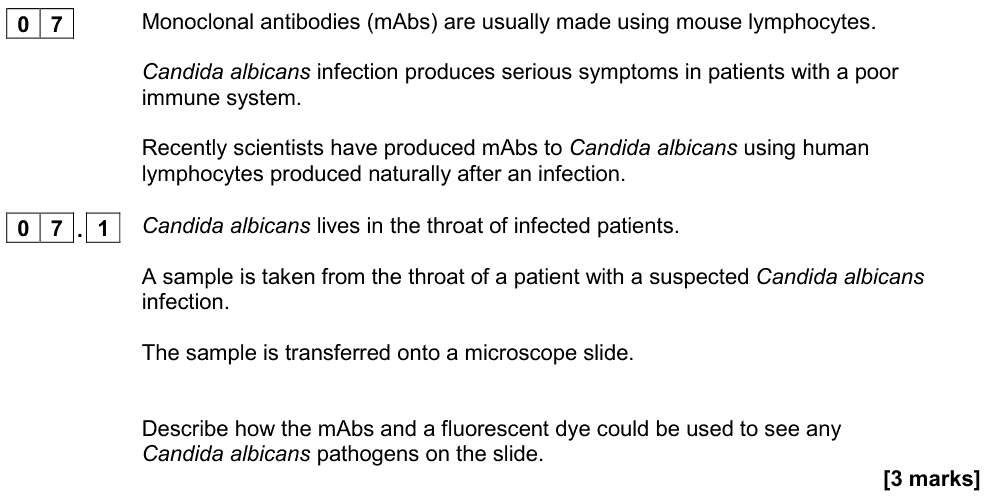 0 7 Monoclonal antibodies (mAbs) are usually made using mouse lymphocytes.
Candida albicans infection produces serious symptoms in patients with a poor
immune system.
Recently scientists have produced mAbs to Candida albicans using human
lymphocytes produced naturally after an infection.
0 7 . 1 Candida albicans lives in the throat of infected patients.
A sample is taken from the throat of a patient with a suspected Candida albicans
infection.
The sample is transferred onto a microscope slide.
Describe how the mAbs and a fluorescent dye could be used to see any
Candida albicans pathogens on the slide.
[3 marks]